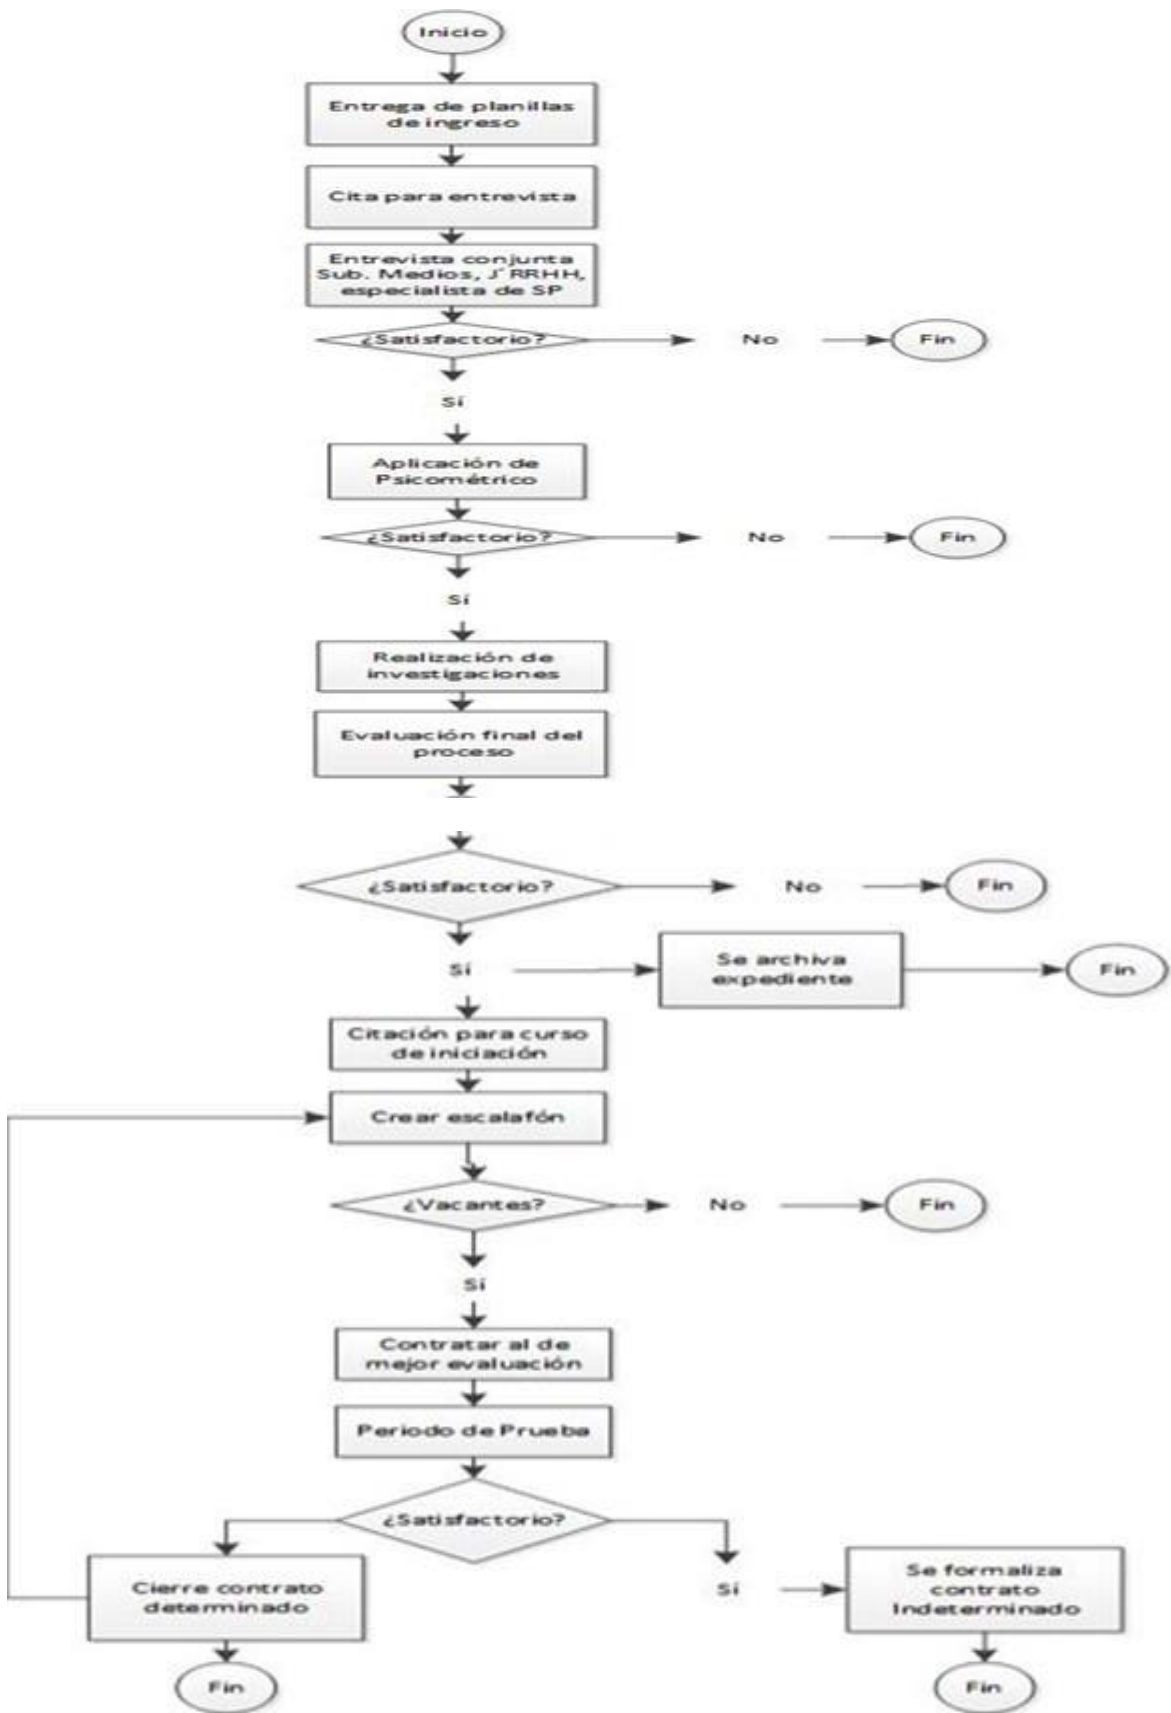 Inicio
Entrega de planillas
de ingreso
Cita para entrevista
Entrevista conjunta
Sub. Medios, J´ RRHH,
especialista de SP
¿Satisfactorio?
No
Fin
Sí
Aplicación de
Psicométrico
¿Satisfactorio?
No
Fin
Sí
Realización de
investigaciones
Evaluación final del
proceso
¿Satisfactorio?
No
Fin
Sí
Se archiva
expediente
Fin
Citación para curso
de iniciación
Crear escalafón
¿Vacantes?
No
Fin
Sí
Contratar al de
mejor evaluación
Periodo de Prueba
¿Satisfactorio?
Cierre contrato
determinado
Sí
Se formaliza
contrato
Indeterminado
Fin
Fin